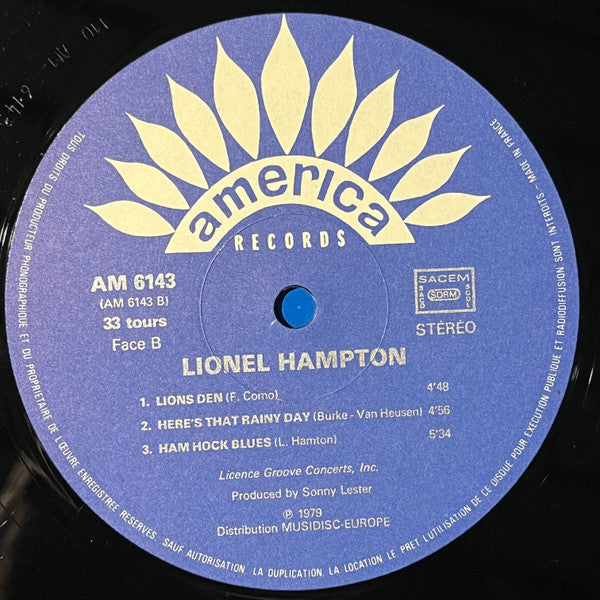 america
RECORDS
AM 6143
(AM 6143 B)
33 tours
Face B
SACEM
SACD
SDRM
SGDL
STÉRÉO
LIONEL HAMPTON
1. LIONS DEN (F. Como) 4'48
2. HERE'S THAT RAINY DAY (Burke - Van Heusen) 4'56
3. HAM HOCK BLUES (L. Hamton) 5'34
Licence Groove Concerts, Inc.
Produced by Sonny Lester
℗ 1979
Distribution MUSIDISC-EUROPE
TOUS DROITS DU PRODUCTEUR PHONOGRAPHIQUE ET DU PROPRIETAIRE DE L'ŒUVRE ENREGISTREE RESERVES. SAUF AUTORISATION, LA DUPLICATION, LA LOCATION LE PRET L'UTILISATION DE CE DISQUE POUR EXECUTION PUBLIQUE ET RADIODIFFUSION SONT INTERDITS - MADE IN FRANCE